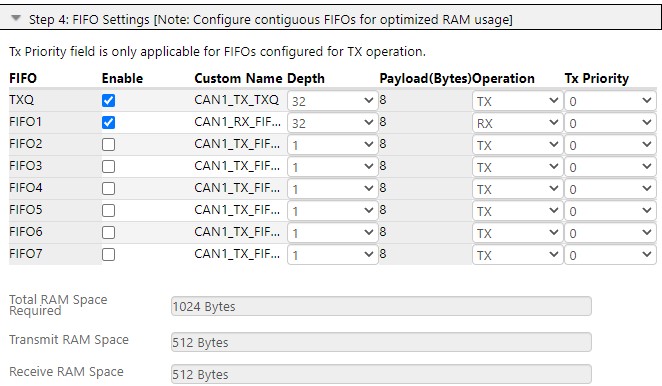 Step 4: FIFO Settings [Note: Configure contiguous FIFOs for optimized RAM usage]
Tx Priority field is only applicable for FIFOs configured for TX operation.
FIFO Enable Custom Name Depth Payload(Bytes) Operation Tx Priority
TXQ CAN1_TX_TXQ 32 8 TX 0
FIFO1 CAN1_RX_FIF... 32 8 RX 0
FIFO2 CAN1_TX_FIF... 1 8 TX 0
FIFO3 CAN1_TX_FIF... 1 8 TX 0
FIFO4 CAN1_TX_FIF... 1 8 TX 0
FIFO5 CAN1_TX_FIF... 1 8 TX 0
FIFO6 CAN1_TX_FIF... 1 8 TX 0
FIFO7 CAN1_TX_FIF... 1 8 TX 0
Total RAM Space
Required
1024 Bytes
Transmit RAM Space 512 Bytes
Receive RAM Space 512 Bytes